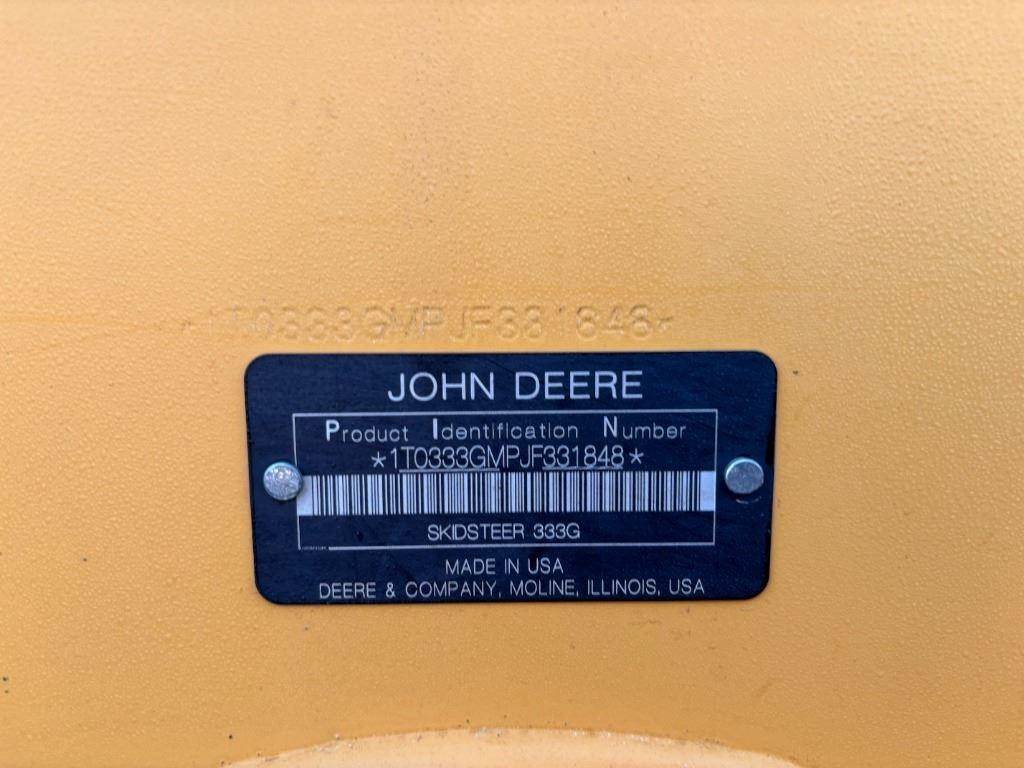 1T0333GMPJF331848*
JOHN DEERE
Product Identification Number
*1T0333GMPJF331848*
SKIDSTEER 333G
MADE IN USA
DEERE & COMPANY, MOLINE, ILLINOIS, USA